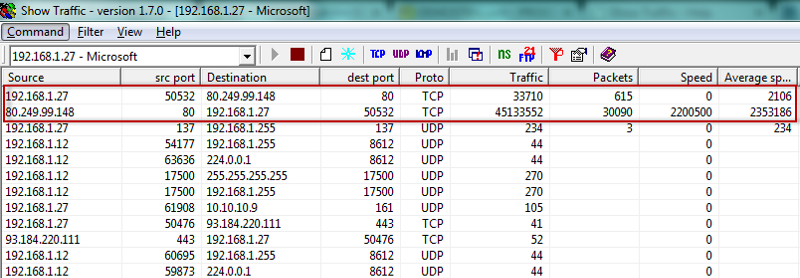 Show Traffic - version 1.7.0 - [192.168.1.27 - Microsoft]
Command Filter View Help
192.168.1.27 - Microsoft TCP UDP ICMP ns 21 FTP
Source src port Destination dest port Proto Traffic Packets Speed Average sp...
192.168.1.27 50532 80.249.99.148 80 TCP 33710 615 0 2106
80.249.99.148 80 192.168.1.27 50532 TCP 45133552 30090 2200500 2353186
192.168.1.27 137 192.168.1.255 137 UDP 234 3 0 234
192.168.1.12 54177 192.168.1.255 8612 UDP 44 0
192.168.1.12 63636 224.0.0.1 8612 UDP 44 0
192.168.1.12 17500 255.255.255.255 17500 UDP 270 0
192.168.1.12 17500 192.168.1.255 17500 UDP 270 0
192.168.1.27 61908 10.10.10.9 161 UDP 105 0
192.168.1.27 50476 93.184.220.111 443 TCP 41 0
93.184.220.111 443 192.168.1.27 50476 TCP 52 0
192.168.1.12 60695 192.168.1.255 8612 UDP 44 0
192.168.1.12 59873 224.0.0.1 8612 UDP 44 0